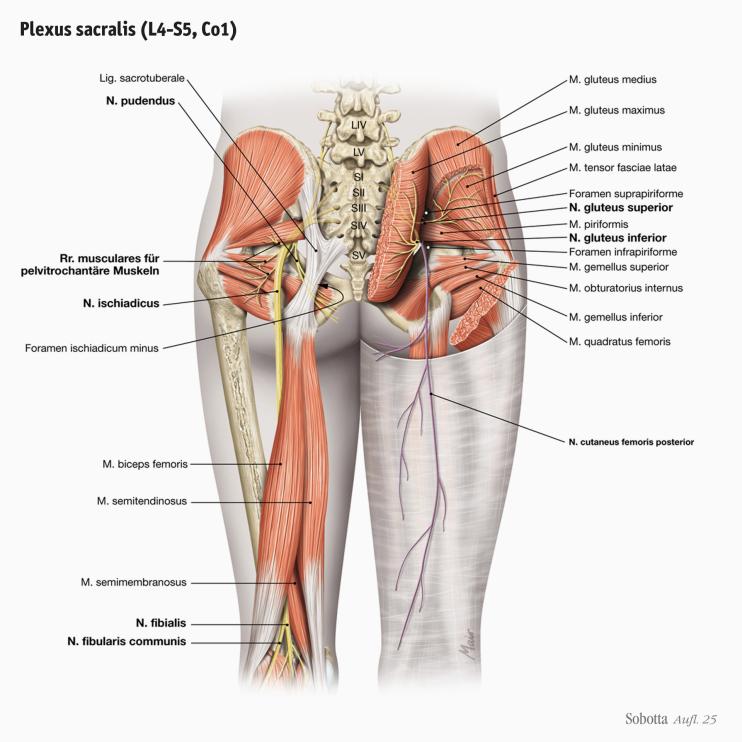 Plexus sacralis (L4-S5, Co1)
Lig. sacrotuberale
N. pudendus
Rr. musculares für
pelvitrochantäre Muskeln
N. ischiadicus
Foramen ischiadicum minus
M. biceps femoris
M. semitendinosus
M. semimembranosus
N. fibialis
N. fibularis communis
LIV
LV
SI
SII
SIII
SIV
SV
M. gluteus medius
M. gluteus maximus
M. gluteus minimus
M. tensor fasciae latae
Foramen suprapiriforme
N. gluteus superior
M. piriformis
N. gluteus inferior
Foramen infrapiriforme
M. gemellus superior
M. obturatorius internus
M. gemellus inferior
M. quadratus femoris
N. cutaneus femoris posterior
Mair
Sobotta Aufl. 25